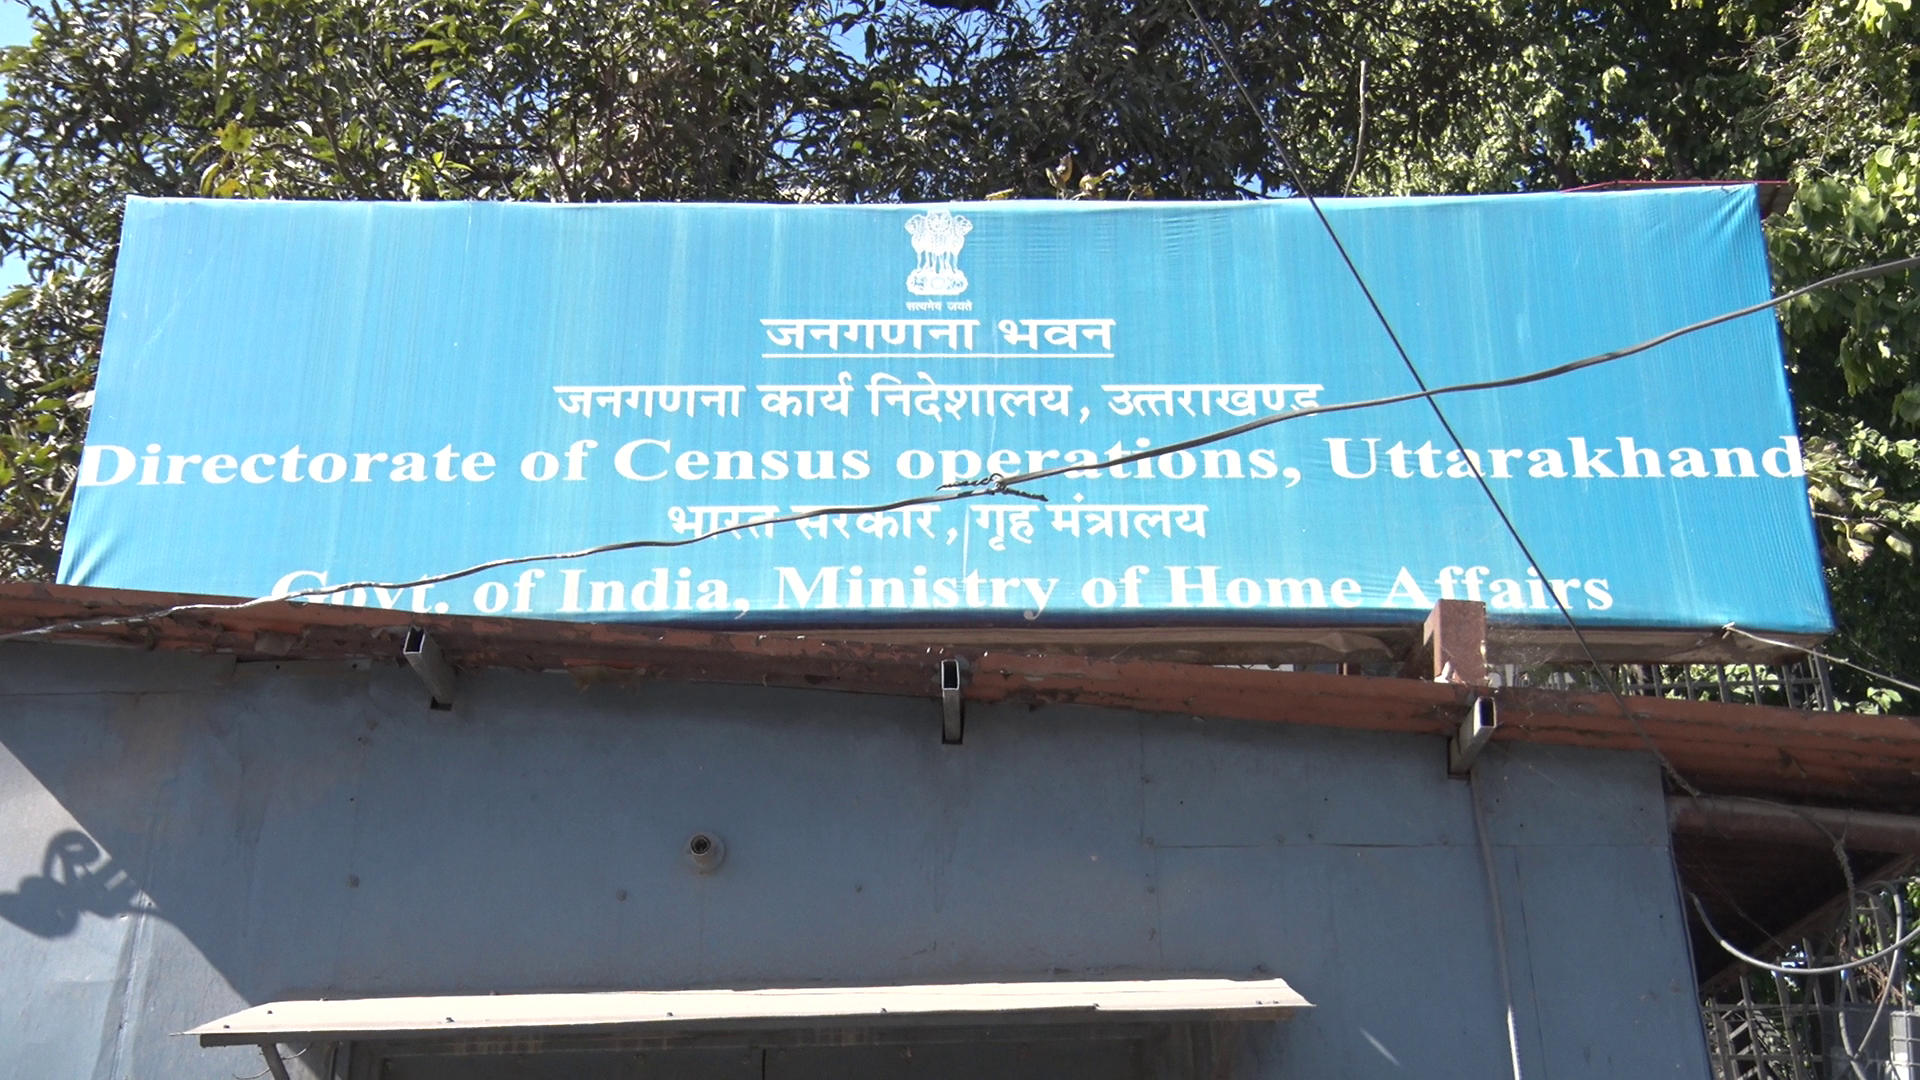 सत्यमेव जयते
जनगणना भवन
जनगणना कार्य निदेशालय, उत्तराखण्ड
Directorate of Census operations, Uttarakhand
भारत सरकार, गृह मंत्रालय
Govt. of India, Ministry of Home Affairs